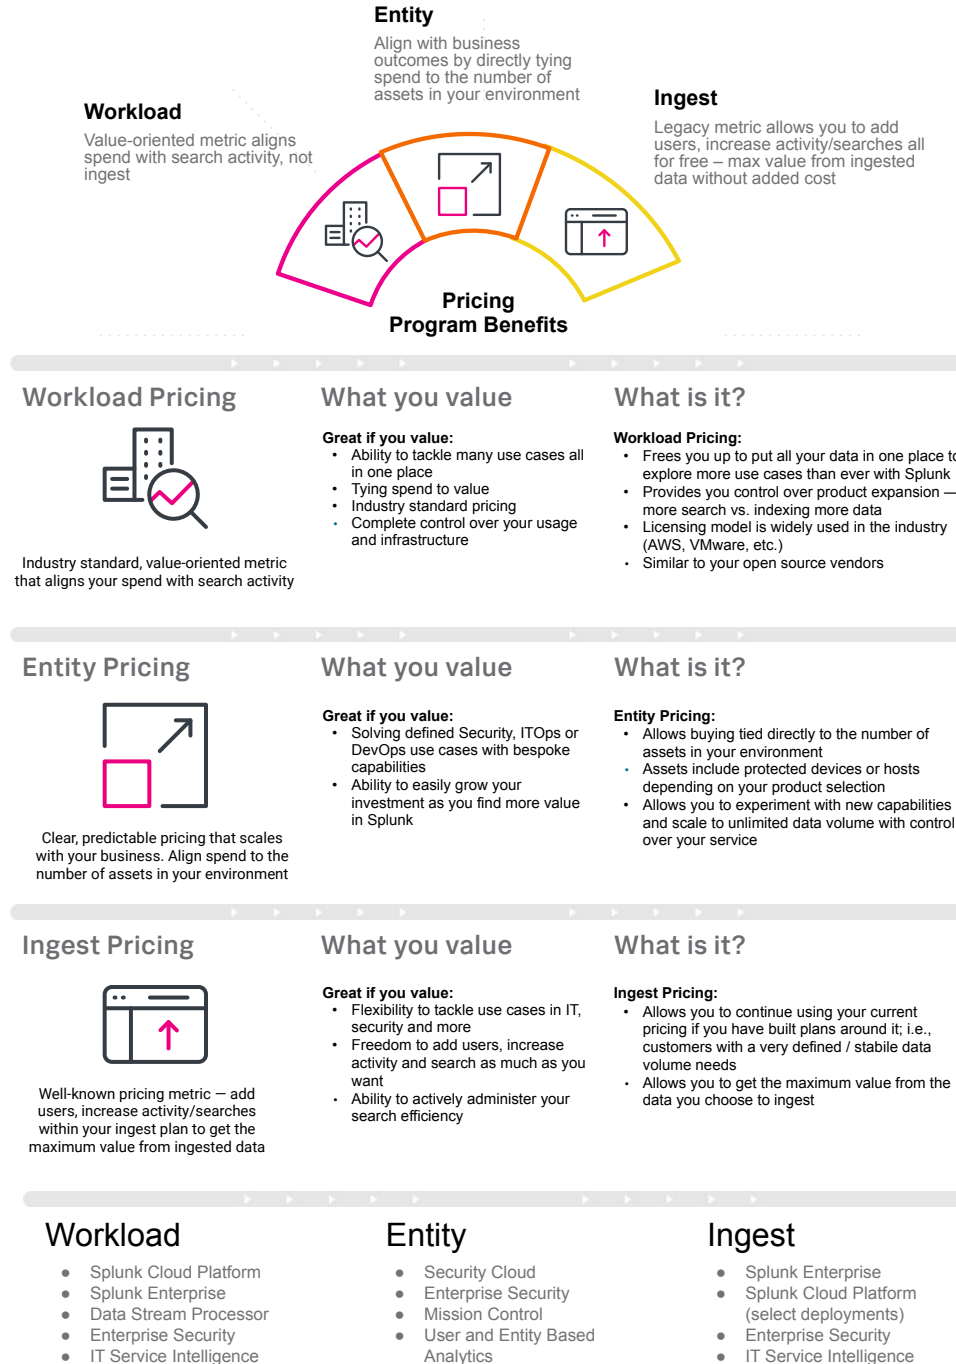 Entity
Align with business
outcomes by directly tying
spend to the number of
assets in your environment
Workload
Value-oriented metric aligns
spend with search activity, not
ingest
Ingest
Legacy metric allows you to add
users, increase activity/searches all
for free – max value from ingested
data without added cost
Pricing
Program Benefits
Workload Pricing
Industry standard, value-oriented metric
that aligns your spend with search activity
What you value
Great if you value:
• Ability to tackle many use cases all
in one place
• Tying spend to value
• Industry standard pricing
• Complete control over your usage
and infrastructure
What is it?
Workload Pricing:
• Frees you up to put all your data in one place to
explore more use cases than ever with Splunk
• Provides you control over product expansion —
more search vs. indexing more data
• Licensing model is widely used in the industry
(AWS, VMware, etc.)
• Similar to your open source vendors
Entity Pricing
Clear, predictable pricing that scales
with your business. Align spend to the
number of assets in your environment
What you value
Great if you value:
• Solving defined Security, ITOps or
DevOps use cases with bespoke
capabilities
• Ability to easily grow your
investment as you find more value
in Splunk
What is it?
Entity Pricing:
• Allows buying tied directly to the number of
assets in your environment
• Assets include protected devices or hosts
depending on your product selection
• Allows you to experiment with new capabilities
and scale to unlimited data volume with control
over your service
Ingest Pricing
Well-known pricing metric — add
users, increase activity/searches
within your ingest plan to get the
maximum value from ingested data
What you value
Great if you value:
• Flexibility to tackle use cases in IT,
security and more
• Freedom to add users, increase
activity and search as much as you
want
• Ability to actively administer your
search efficiency
What is it?
Ingest Pricing:
• Allows you to continue using your current
pricing if you have built plans around it; i.e.,
customers with a very defined / stabile data
volume needs
• Allows you to get the maximum value from the
data you choose to ingest
Workload
● Splunk Cloud Platform
● Splunk Enterprise
● Data Stream Processor
● Enterprise Security
● IT Service Intelligence
Entity
● Security Cloud
● Enterprise Security
● Mission Control
● User and Entity Based
Analytics
Ingest
● Splunk Enterprise
● Splunk Cloud Platform
(select deployments)
● Enterprise Security
● IT Service Intelligence